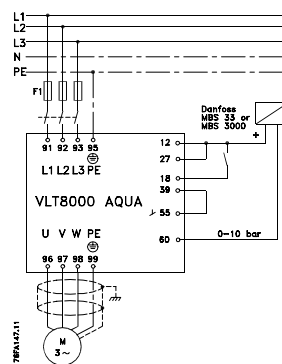 L1
L2
L3
N
PE
F1
Danfoss
MBS 33 or
MBS 3000
+
91 92 93 95
L1 L2 L3 PE
12
27
18
39
VLT8000 AQUA
55
U V W PE
60
0-10 bar
96 97 98 99
M
3~
176FA147.11